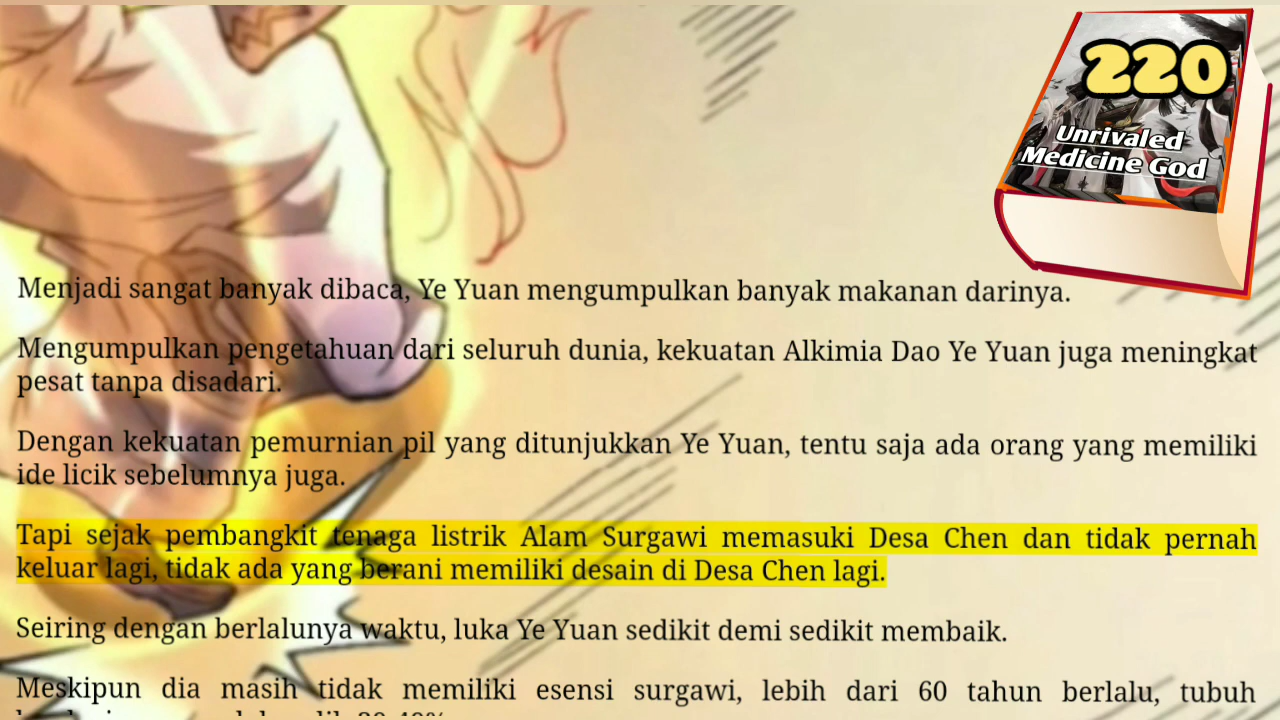 220
Unrivaled
Medicine God
Menjadi sangat banyak dibaca, Ye Yuan mengumpulkan banyak makanan darinya.
Mengumpulkan pengetahuan dari seluruh dunia, kekuatan Alkimia Dao Ye Yuan juga meningkat
pesat tanpa disadari.
Dengan kekuatan pemurnian pil yang ditunjukkan Ye Yuan, tentu saja ada orang yang memiliki
ide licik sebelumnya juga.
Tapi sejak pembangkit tenaga listrik Alam Surgawi memasuki Desa Chen dan tidak pernah
keluar lagi, tidak ada yang berani memiliki desain di Desa Chen lagi.
Seiring dengan berlalunya waktu, luka Ye Yuan sedikit demi sedikit membaik.
Meskipun dia masih tidak memiliki esensi surgawi, lebih dari 60 tahun berlalu, tubuh